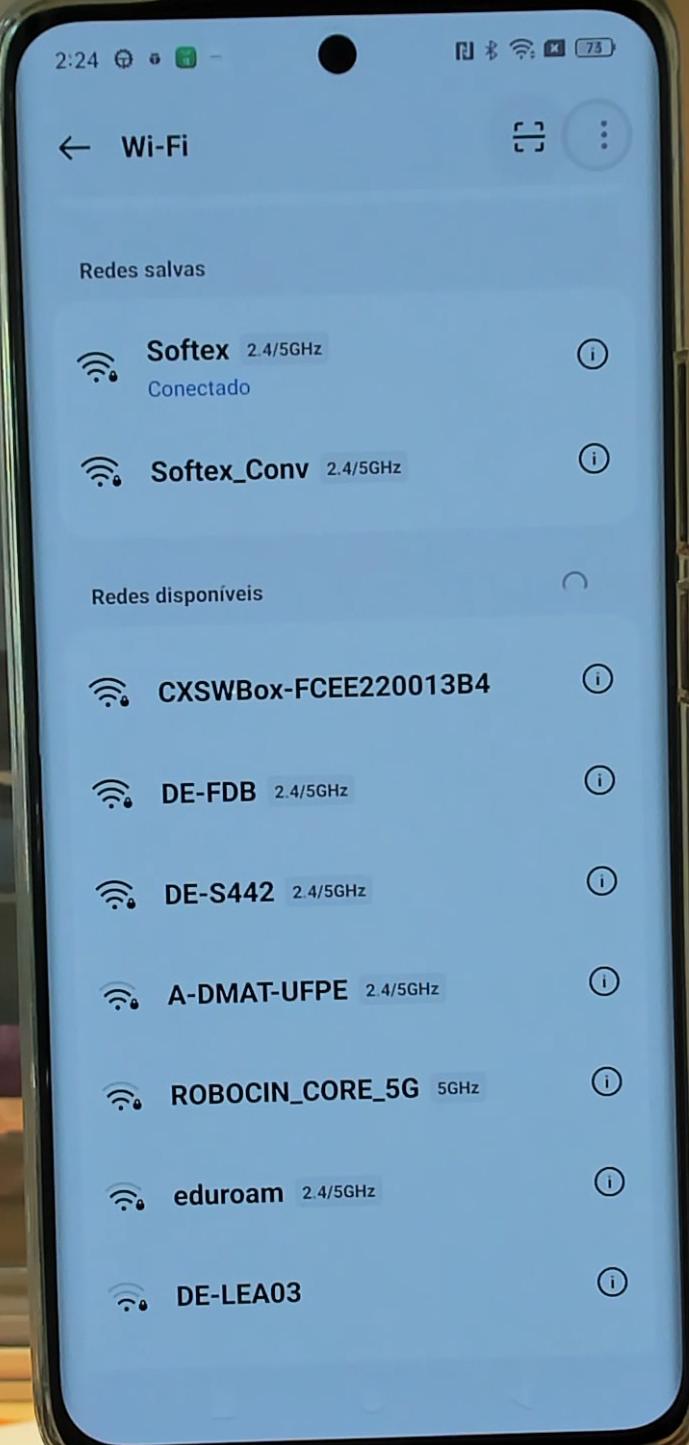 2:24 73
Wi-Fi
Redes salvas
Softex 2.4/5GHz
Conectado
Softex_Conv 2.4/5GHz
Redes disponíveis
CXSWBox-FCEE220013B4
DE-FDB 2.4/5GHz
DE-S442 2.4/5GHz
A-DMAT-UFPE 2.4/5GHz
ROBOCIN_CORE_5G 5GHz
eduroam 2.4/5GHz
DE-LEA03